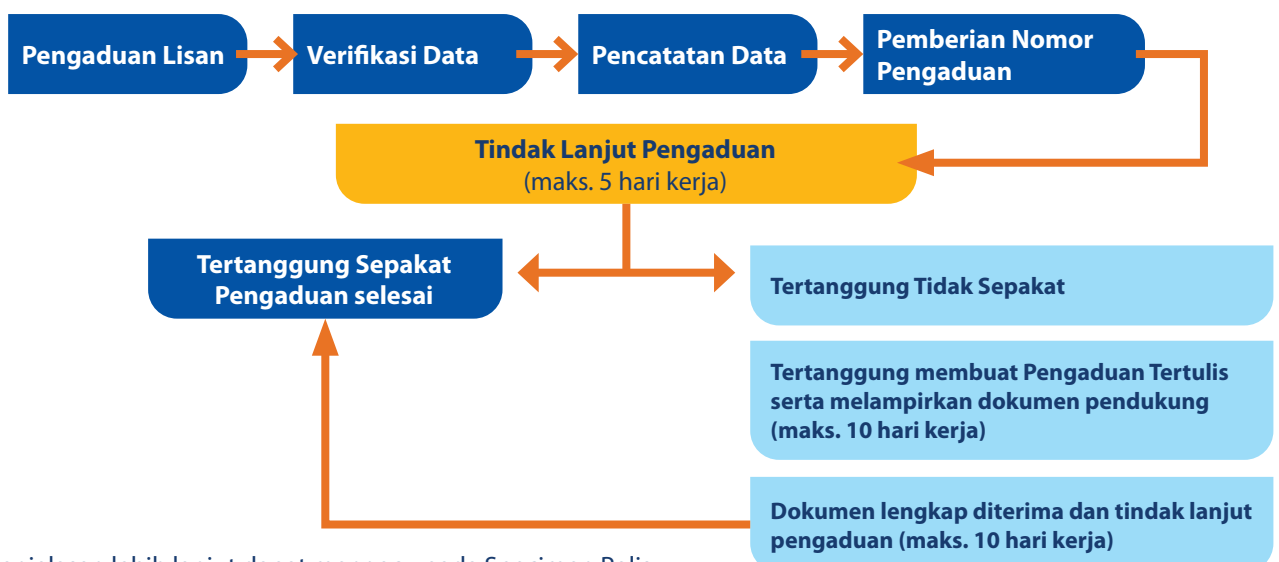 Pengaduan Lisan
Verifikasi Data
Pencatatan Data
Pemberian Nomor
Pengaduan
Tindak Lanjut Pengaduan
(maks. 5 hari kerja)
Tertanggung Sepakat
Pengaduan selesai
Tertanggung Tidak Sepakat
Tertanggung membuat Pengaduan Tertulis
serta melampirkan dokumen pendukung
(maks. 10 hari kerja)
Dokumen lengkap diterima dan tindak lanjut
pengaduan (maks. 10 hari kerja)